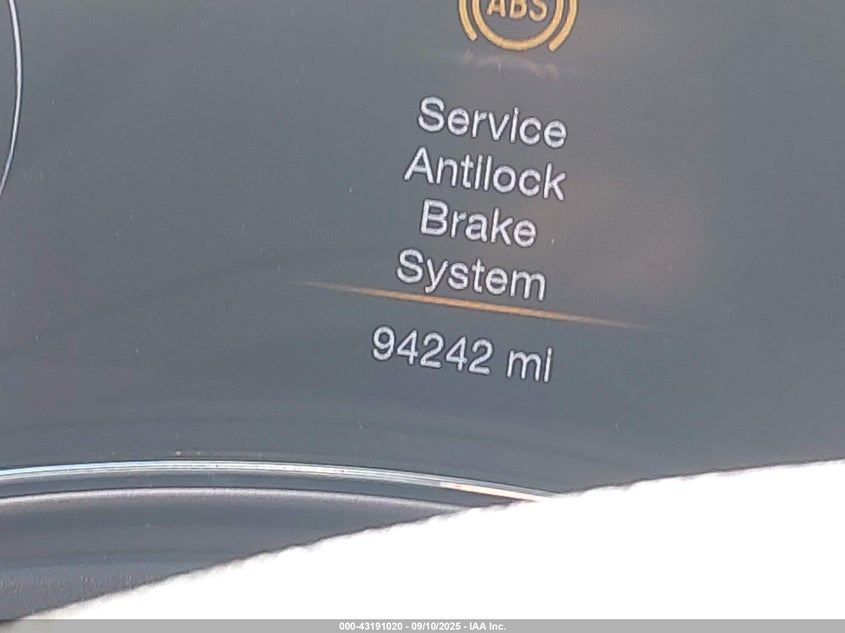 ABS
Service
Antilock
Brake
System
94242 mi
000-43191020 - 09/10/2025 - IAA Inc.